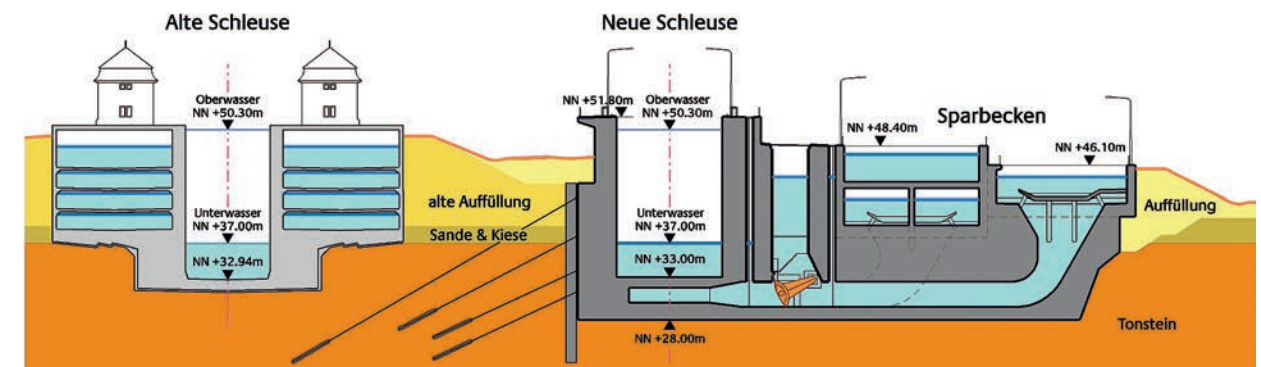 Alte Schleuse
Neue Schleuse
Oberwasser
NN +50.30m
NN +51.80m
Oberwasser
NN +50.30m
Sparbecken
NN +48.40m
NN +46.10m
alte Auffüllung
Auffüllung
Unterwasser
NN +37.00m
Unterwasser
NN +37.00m
Sande & Kiese
NN +32.94m
NN +33.00m
Tonstein
NN +28.00m